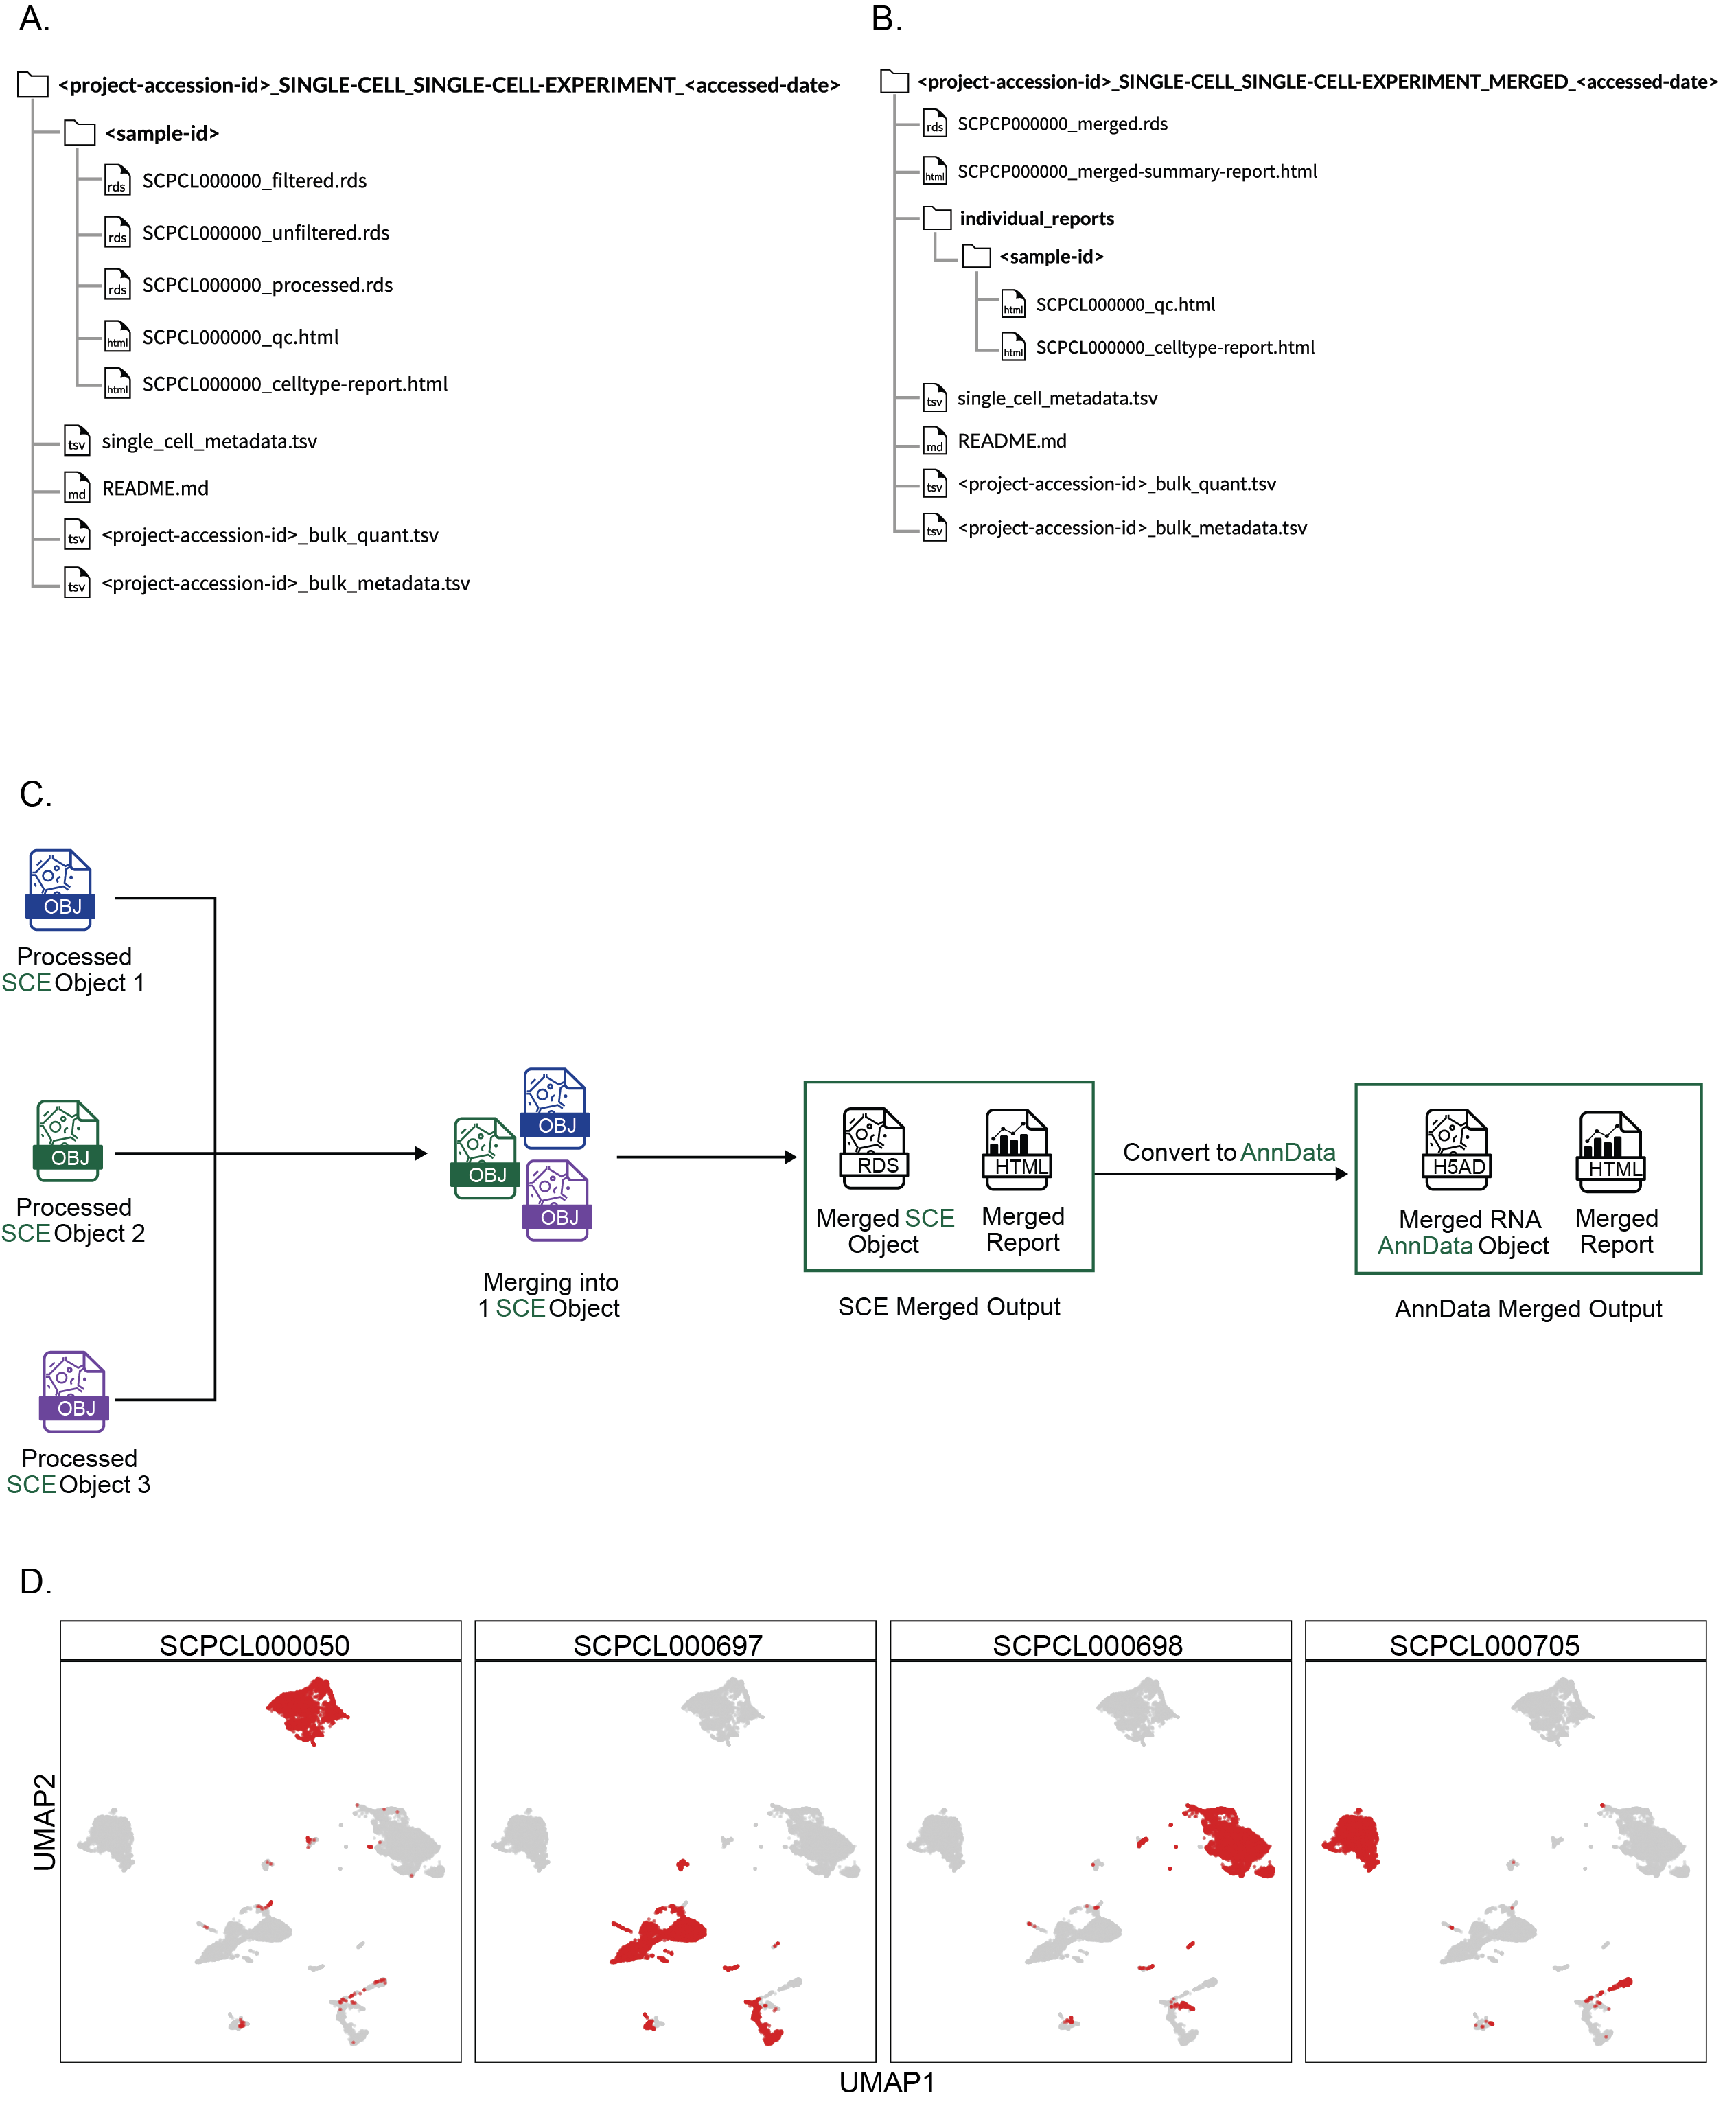 A.
<project-accession-id>_SINGLE-CELL_SINGLE-CELL-EXPERIMENT_<accessed-date>
<sample-id>
rds SCPCL000000_filtered.rds
rds SCPCL000000_unfiltered.rds
rds SCPCL000000_processed.rds
html SCPCL000000_qc.html
html SCPCL000000_celltype-report.html
tsv single_cell_metadata.tsv
md README.md
tsv <project-accession-id>_bulk_quant.tsv
tsv <project-accession-id>_bulk_metadata.tsv
B.
<project-accession-id>_SINGLE-CELL_SINGLE-CELL-EXPERIMENT_MERGED_<accessed-date>
rds SCPCP000000_merged.rds
html SCPCP000000_merged-summary-report.html
individual_reports
<sample-id>
html SCPCL000000_qc.html
html SCPCL000000_celltype-report.html
tsv single_cell_metadata.tsv
md README.md
tsv <project-accession-id>_bulk_quant.tsv
tsv <project-accession-id>_bulk_metadata.tsv
C.
OBJ
Processed
SCE Object 1
OBJ
Processed
SCE Object 2
OBJ
Processed
SCE Object 3
OBJ
OBJ
OBJ
Merging into
1 SCE Object
RDS
Merged SCE
Object
HTML
Merged
Report
SCE Merged Output
Convert to AnnData
H5AD
Merged RNA
AnnData Object
HTML
Merged
Report
AnnData Merged Output
D.
SCPCL000050
SCPCL000697
SCPCL000698
SCPCL000705
UMAP2
UMAP1